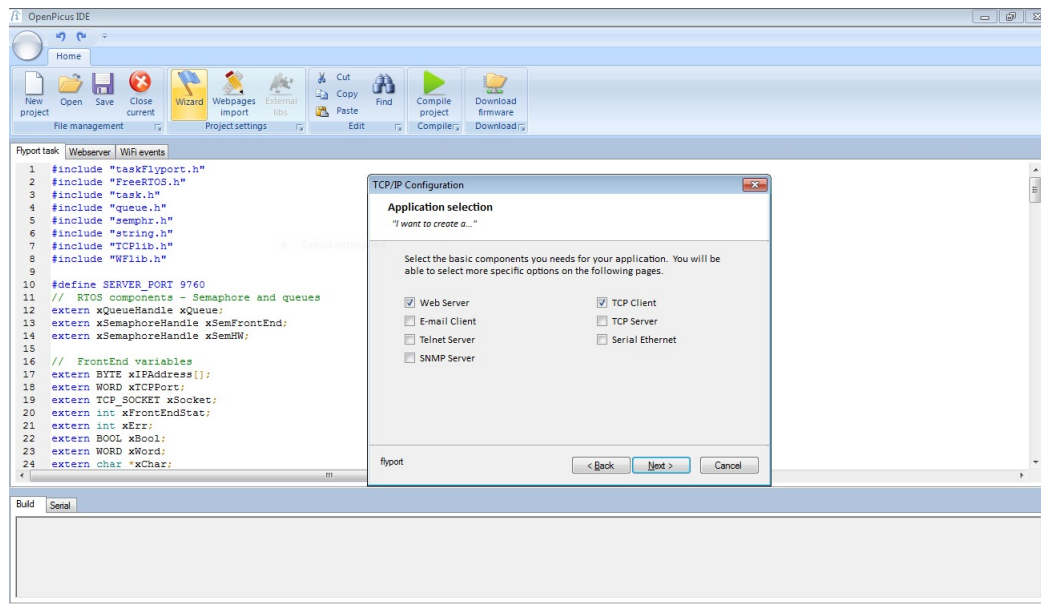 OpenPicus IDE
Home
New project
Open
Save
Close current
Wizard
Webpages import
External libs
Cut
Copy
Paste
Find
Compile project
Download firmware
File management
Project settings
Edit
Compiler
Download
Flyport task
Webserver
WiFi events
1 #include "taskFlyport.h"
2 #include "FreeRTOS.h"
3 #include "task.h"
4 #include "queue.h"
5 #include "semphr.h"
6 #include "string.h"
7 #include "TCPlib.h"
8 #include "WFlib.h"
9
10 #define SERVER_PORT 9760
11 //  RTOS components - Semaphore and queues
12 extern xQueueHandle xQueue;
13 extern xSemaphoreHandle xSemFrontEnd;
14 extern xSemaphoreHandle xSemHW;
15
16 //  FrontEnd variables
17 extern BYTE xIPAddress[];
18 extern WORD xTCPPort;
19 extern TCP_SOCKET xSocket;
20 extern int xFrontEndStat;
21 extern int xErr;
22 extern BOOL xBool;
23 extern WORD xWord;
24 extern char *xChar;
TCP/IP Configuration
Application selection
"I want to create a..."
Select the basic components you needs for your application. You will be
able to select more specific options on the following pages.
Web Server
TCP Client
E-mail Client
TCP Server
Telnet Server
Serial Ethernet
SNMP Server
flyport
< Back
Next >
Cancel
Build
Serial